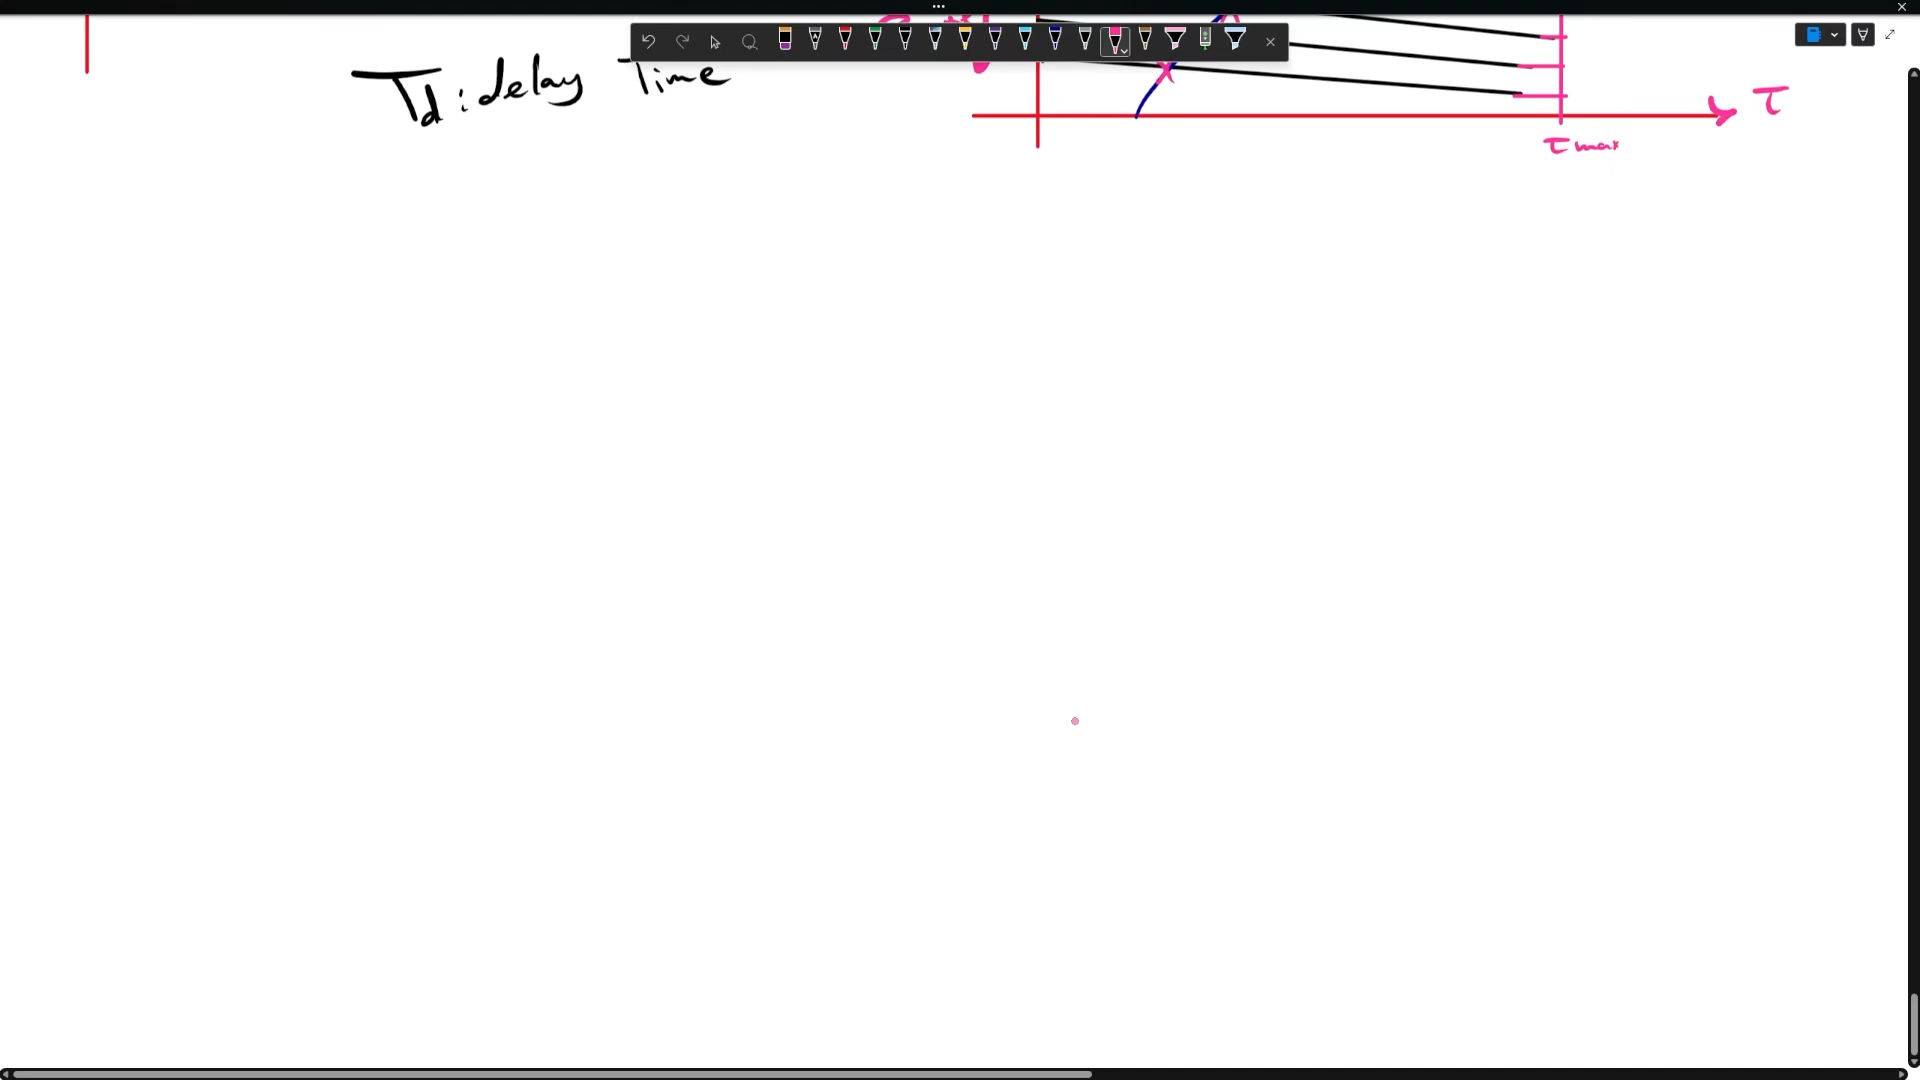 Td : delay Time
τ
τmax